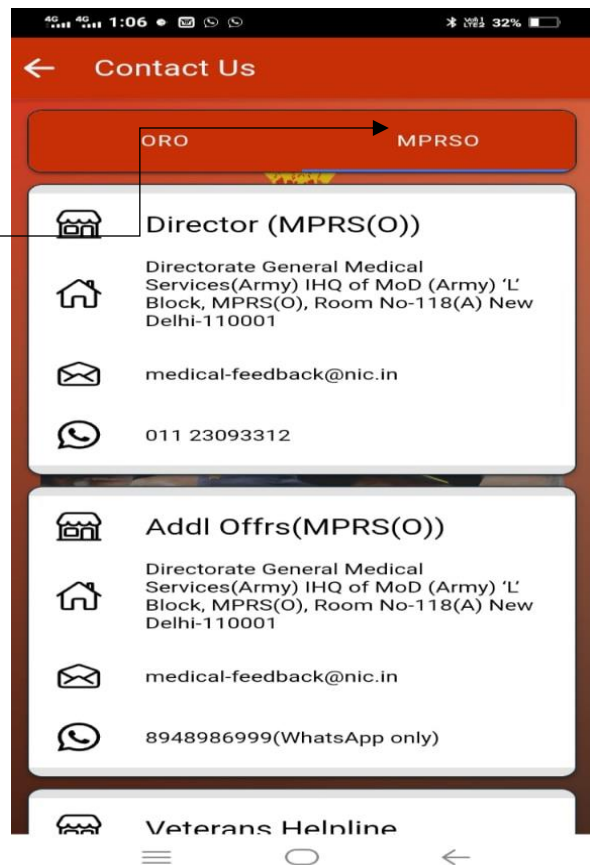 4G 4G 1:06 32%
Contact Us
ORO MPRSO
Director (MPRS(O))
Directorate General Medical
Services(Army) IHQ of MoD (Army) ‘L’
Block, MPRS(O), Room No-118(A) New
Delhi-110001
medical-feedback@nic.in
011 23093312
Addl Offrs(MPRS(O))
Directorate General Medical
Services(Army) IHQ of MoD (Army) ‘L’
Block, MPRS(O), Room No-118(A) New
Delhi-110001
medical-feedback@nic.in
8948986999(WhatsApp only)
Veterans Helpline